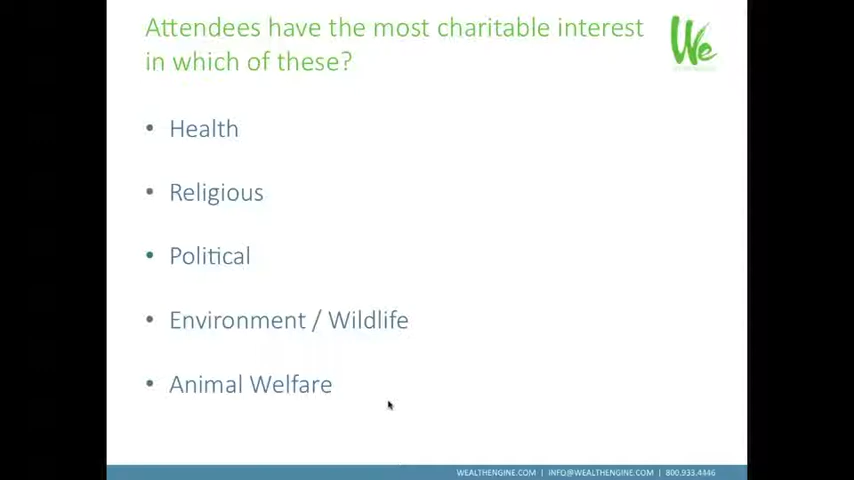 Attendees have the most charitable interest
in which of these?
We
• Health
• Religious
• Political
• Environment / Wildlife
• Animal Welfare
WEALTHENGINE.COM | INFO@WEALTHENGINE.COM | 800.933.4446